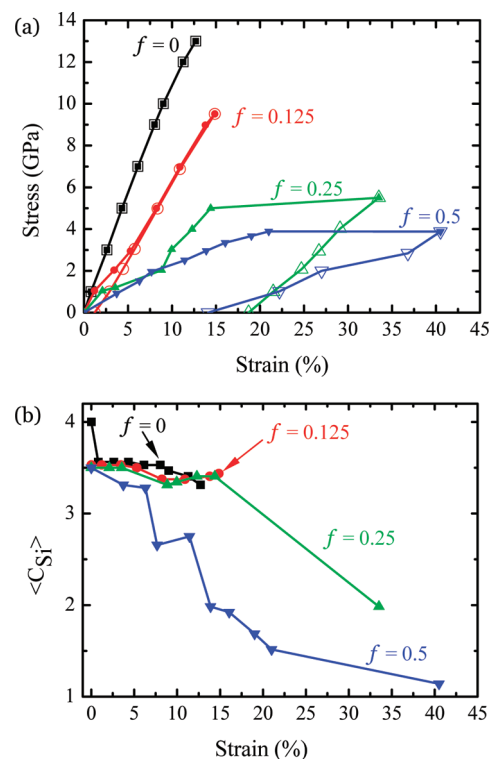 (a)
14
12
10
8
6
4
2
0
Stress (GPa)
f = 0
f = 0.125
f = 0.25
f = 0.5
0 5 10 15 20 25 30 35 40 45
Strain (%)
(b)
4
3
2
1
<C_Si>
f = 0
f = 0.125
f = 0.25
f = 0.5
0 5 10 15 20 25 30 35 40 45
Strain (%)